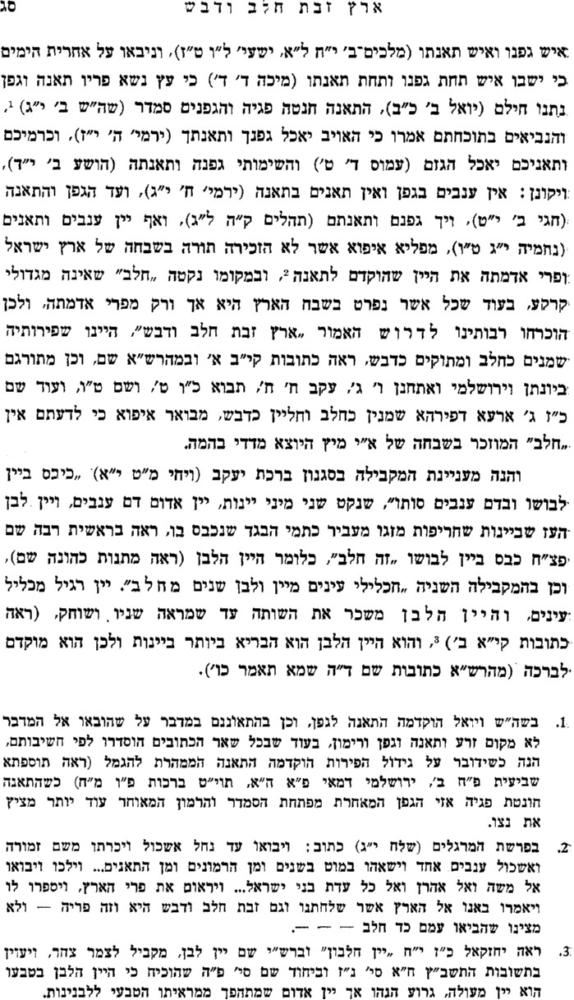 ארץ זבת חלב ודבש סג
איש גפנו ואיש תאנתו (מלכים־ב׳ י״ח ל״א, ישעי׳ ל״ו ט״ז), וניבאו על אחרית הימים
כי ישבו איש תחת גפנו ותחת תאנתו (מיכה ד׳ ד׳) כי עץ נשא פריו תאנה וגפן
נתנו חילם (יואל ב׳ כ״ב), התאנה חנטה פגיה והגפנים סמדר (שה״ש ב׳ י״ג)1,
והנביאים בתוכחתם אמרו כי האויב יאכל גפנך ותאנתך (ירמי׳ ה׳ י״ז), וכרמיכם
ותאניכם יאכל הגזם (עמוס ד׳ ט׳) והשימותי גפנה ותאנתה (הושע ב׳ י״ד),
ויקונן: אין ענבים בגפן ואין תאנים בתאנה (ירמי׳ ח׳ י״ג), ועד הגפן והתאנה
(חגי ב׳ י״ט), ויך גפנם ותאנתם (תהלים ק״ה ל״ג), ואף יין ענבים ותאנים
(נחמיה י״ג ט״ו), מפליא איפוא אשר לא הזכירה תורה בשבחה של ארץ ישראל
ופרי אדמתה את היין שהוקדם לתאנה2, ובמקומו נקטה „חלב״ שאינה מגדולי
קרקע, בעוד שכל אשר נפרט בשבח הארץ היא אך ורק מפרי אדמתה, ולכן
הוכרחו רבותינו לדרוש האמור „ארץ זבת חלב ודבש״, היינו שפירותיה
שמנים כחלב ומתוקים כדבש, ראה כתובות קי״ב א׳ ובמהרש״א שם, וכן מתורגם
ביונתן וירושלמי ואתחנן ו׳ ג׳, עקב ח׳ ח׳, תבוא כ״ו ט׳, ושם ט״ו, ועוד שם
כ״ז ג׳ ארעא דפירהא שמנין כחלב וחליין כדבש, מבואר איפוא כי לדעתם אין
„חלב״ המוזכר בשבחה של א״י מיץ היוצא מדדי בהמה.
והנה מעניינת המקבילה בסגנון ברכת יעקב (ויחי מ״ט י״א) „כיבס ביין
לבושו ובדם ענבים סותו״, שנקט שני מיני יינות, יין אדום דם ענבים, ויין לבן
העז שביינות שחריפות מזגו מעביר כתמי הבגד שנכבס בו, ראה בראשית רבה שם
פצ״ח כבס ביין לבושו „זה חלב״, כלומר היין הלבן (ראה מתנות כהונה שם),
וכן בהמקבילה השניה „חכלילי עינים מיין ולבן שנים מחלב״. יין רגיל מכליל
עינים, והיין הלבן משכר את השותה עד שמראה שניו ושוחק, (ראה
כתובות קי״א ב׳)3, והוא היין הלבן הוא הבריא ביותר ביינות ולכן הוא מוקדם
לברכה (מהרש״א כתובות שם ד״ה שמא תאמר כו׳).
1. בשה״ש ויואל הוקדמה התאנה לגפן, וכן בהתאוננם במדבר על שהובאו אל המדבר
לא מקום זרע ותאנה וגפן ורימון, בעוד שבכל שאר הכתובים הוסדרו לפי חשיבותם,
הנה כשידובר על גידול הפירות הוקדמה התאנה הממהרת להגמל (ראה תוספתא
שביעית פ״ח ב׳, ירושלמי דמאי פ״א ה״א, תוי״ט ברכות פ״ו מ״ח) כשהתאנה
חונטת פגיה אזי הגפן המאחרת מפתחת הסמדר והרמון המאוחר עוד יותר מציץ
את נצו.
2. בפרשת המרגלים (שלח י״ג) כתוב: ויבואו עד נחל אשכול ויכרתו משם זמורה
ואשכול ענבים אחד וישאהו במוט בשנים ומן הרמונים ומן התאנים... וילכו ויבואו
אל משה ואל אהרן ואל כל עדת בני ישראל... ויראום את פרי הארץ, ויספרו לו
ויאמרו באנו אל הארץ אשר שלחתנו וגם זבת חלב ודבש היא וזה פריה — ולא
מצינו שהביאו עמם כד חלב — — —.
3. ראה יחזקאל כ״ז י״ח „יין חלבון״ וברש״י שם יין לבן, מקביל לצמר צהר, ויעוין
בתשובות התשב״ץ ח״א סי׳ נ״ז וביחוד שם סי׳ פ״ה שהוכיח כי היין הלבן בטבעו
הוא יין מעולה, גרוע הנהו אך יין אדום שמתהפך ממראיתו הטבעי ללבנינות.